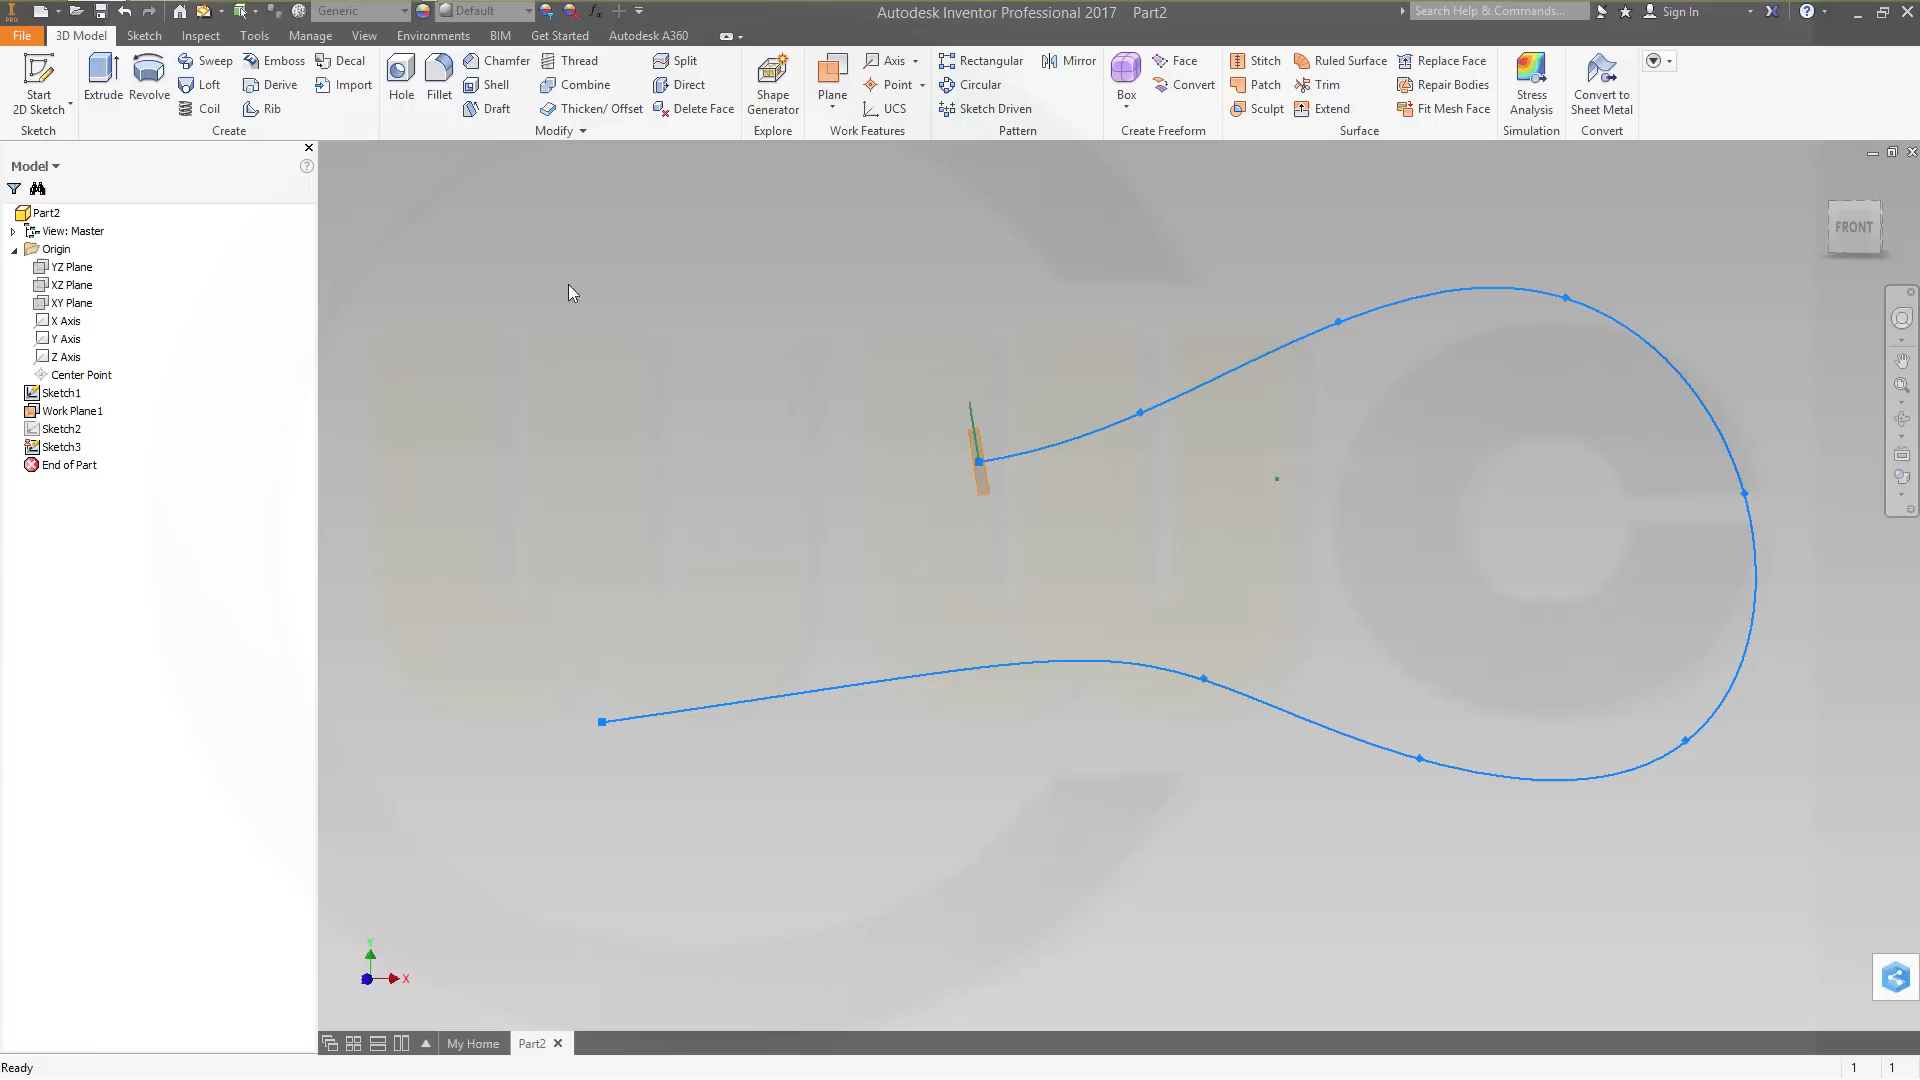 Generic
Default
Autodesk Inventor Professional 2017 Part2
Search Help & Commands...
Sign In
File
3D Model
Sketch
Inspect
Tools
Manage
View
Environments
BIM
Get Started
Autodesk A360
Start
2D Sketch
Sketch
Extrude
Revolve
Sweep
Loft
Coil
Emboss
Derive
Rib
Decal
Import
Create
Hole
Fillet
Chamfer
Shell
Draft
Thread
Combine
Thicken/ Offset
Split
Direct
Delete Face
Modify
Shape
Generator
Explore
Plane
Axis
Point
UCS
Work Features
Rectangular
Circular
Sketch Driven
Mirror
Pattern
Box
Face
Convert
Create Freeform
Stitch
Patch
Sculpt
Ruled Surface
Trim
Extend
Replace Face
Repair Bodies
Fit Mesh Face
Surface
Stress
Analysis
Simulation
Convert to
Sheet Metal
Convert
Model
Part2
View: Master
Origin
YZ Plane
XZ Plane
XY Plane
X Axis
Y Axis
Z Axis
Center Point
Sketch1
Work Plane1
Sketch2
Sketch3
End of Part
FRONT
Y
X
My Home
Part2
Ready
1 1